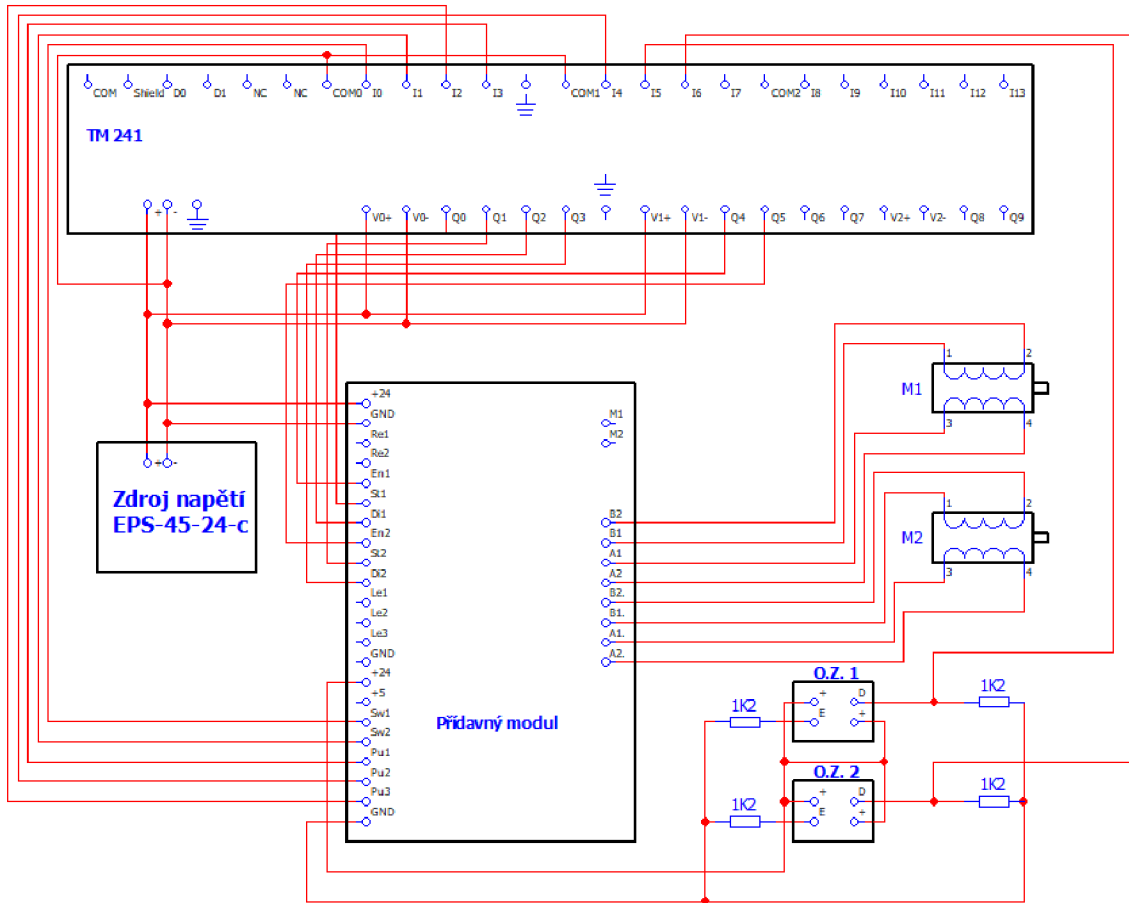 COM Shield D0 D1 NC NC COM0 I0 I1 I2 I3 COM1 I4 I5 I6 I7 COM2 I8 I9 I10 I11 I12 I13
TM 241
+ - V0+ V0- Q0 Q1 Q2 Q3 V1+ V1- Q4 Q5 Q6 Q7 V2+ V2- Q8 Q9
Zdroj napětí
EPS-45-24-c
+ -
+24
GND
Re1
Re2
En1
St1
Di1
En2
St2
Di2
Le1
Le2
Le3
GND
+24
+5
Sw1
Sw2
Pu1
Pu2
Pu3
GND
Přídavný modul
M1
M2
B2
B1
A1
A2
B2.
B1.
A1.
A2.
M1
1 2
3 4
M2
1 2
3 4
O.Z. 1
+ D
E +
1K2
1K2
O.Z. 2
+ D
E +
1K2
1K2